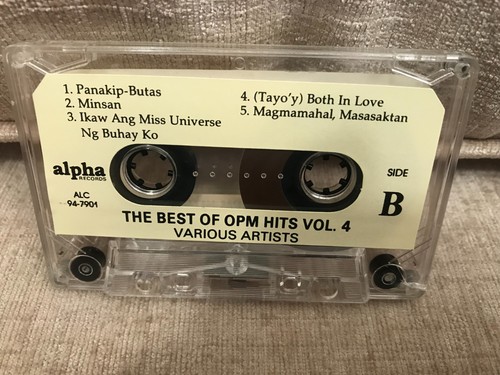 1. Panakip-Butas
2. Minsan
3. Ikaw Ang Miss Universe
Ng Buhay Ko
4. (Tayo'y) Both In Love
5. Magmamahal, Masasaktan
alpha
RECORDS
ALC
94-7901
SIDE
B
THE BEST OF OPM HITS VOL. 4
VARIOUS ARTISTS